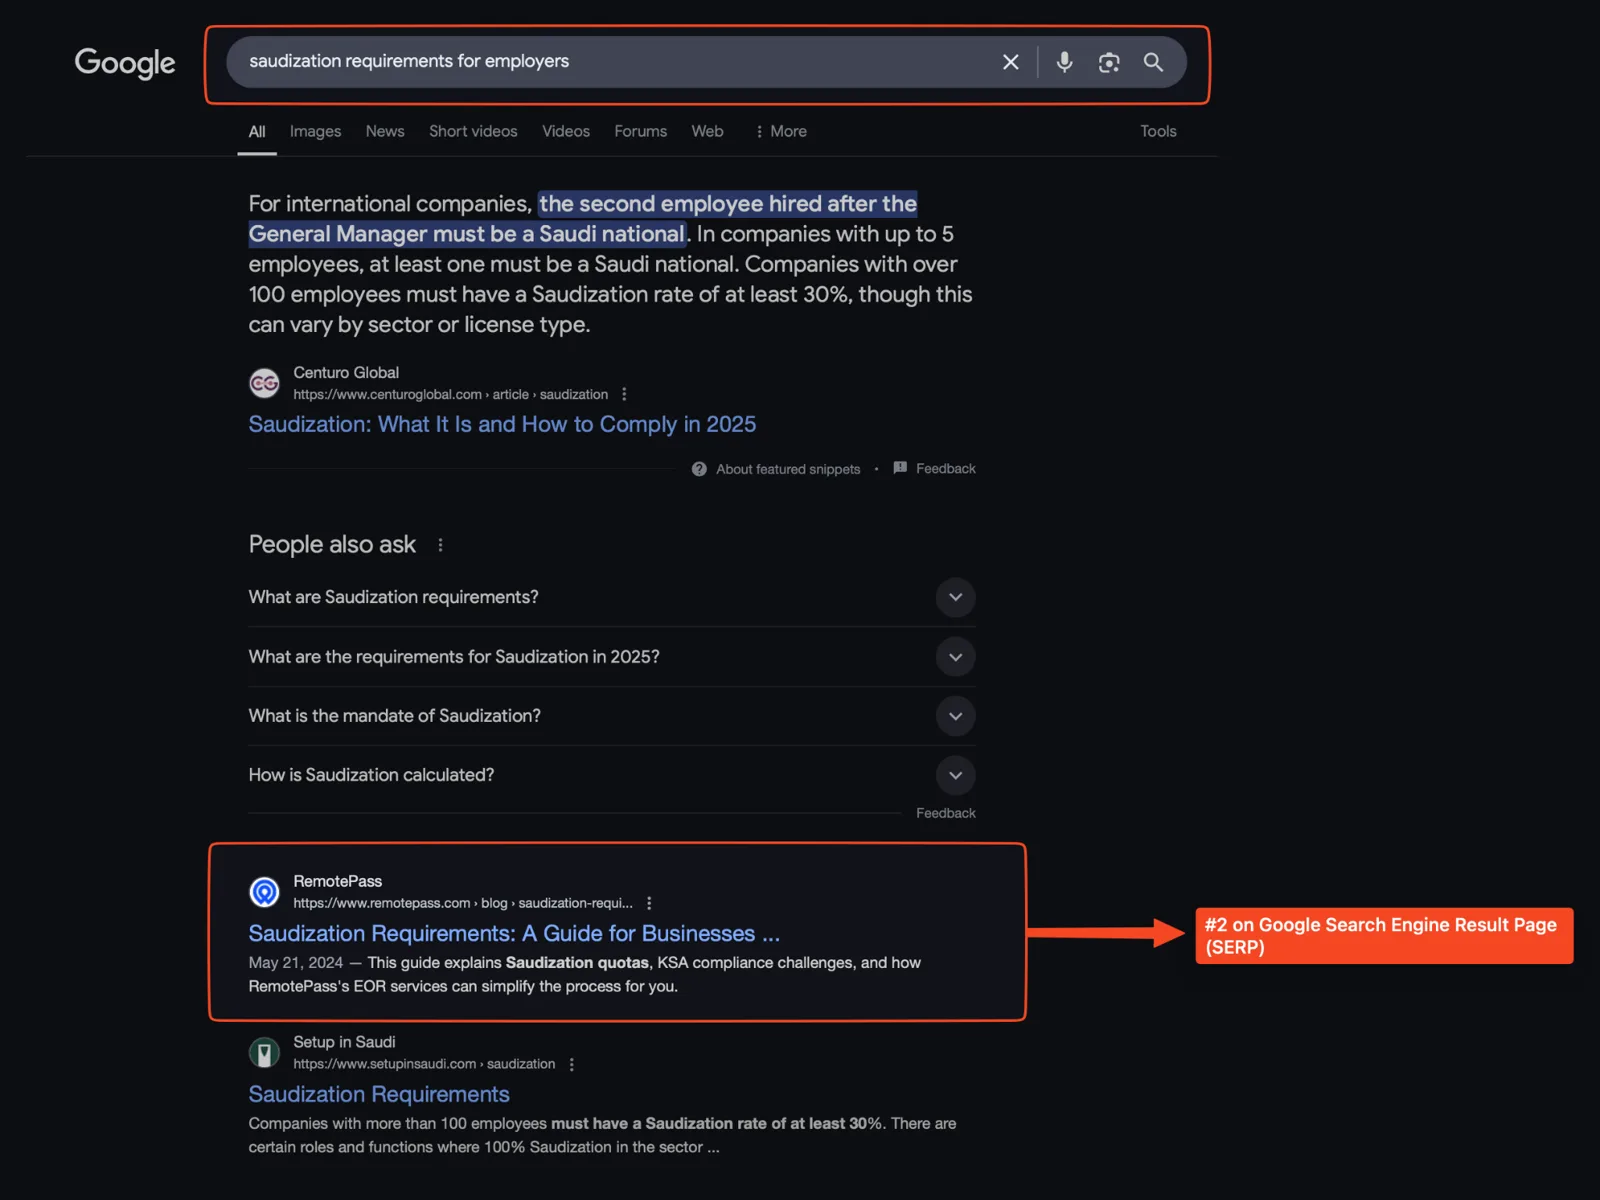 Google
saudization requirements for employers
All Images News Short videos Videos Forums Web More Tools
For international companies, the second employee hired after the
General Manager must be a Saudi national. In companies with up to 5
employees, at least one must be a Saudi national. Companies with over
100 employees must have a Saudization rate of at least 30%, though this
can vary by sector or license type.
CG
Centuro Global
https://www.centuroglobal.com › article › saudization
Saudization: What It Is and How to Comply in 2025
About featured snippets • Feedback
People also ask
What are Saudization requirements?
What are the requirements for Saudization in 2025?
What is the mandate of Saudization?
How is Saudization calculated?
Feedback
RemotePass
https://www.remotepass.com › blog › saudization-requi...
Saudization Requirements: A Guide for Businesses ...
May 21, 2024 — This guide explains Saudization quotas, KSA compliance challenges, and how
RemotePass's EOR services can simplify the process for you.
#2 on Google Search Engine Result Page
(SERP)
Setup in Saudi
https://www.setupinsaudi.com › saudization
Saudization Requirements
Companies with more than 100 employees must have a Saudization rate of at least 30%. There are
certain roles and functions where 100% Saudization in the sector ...